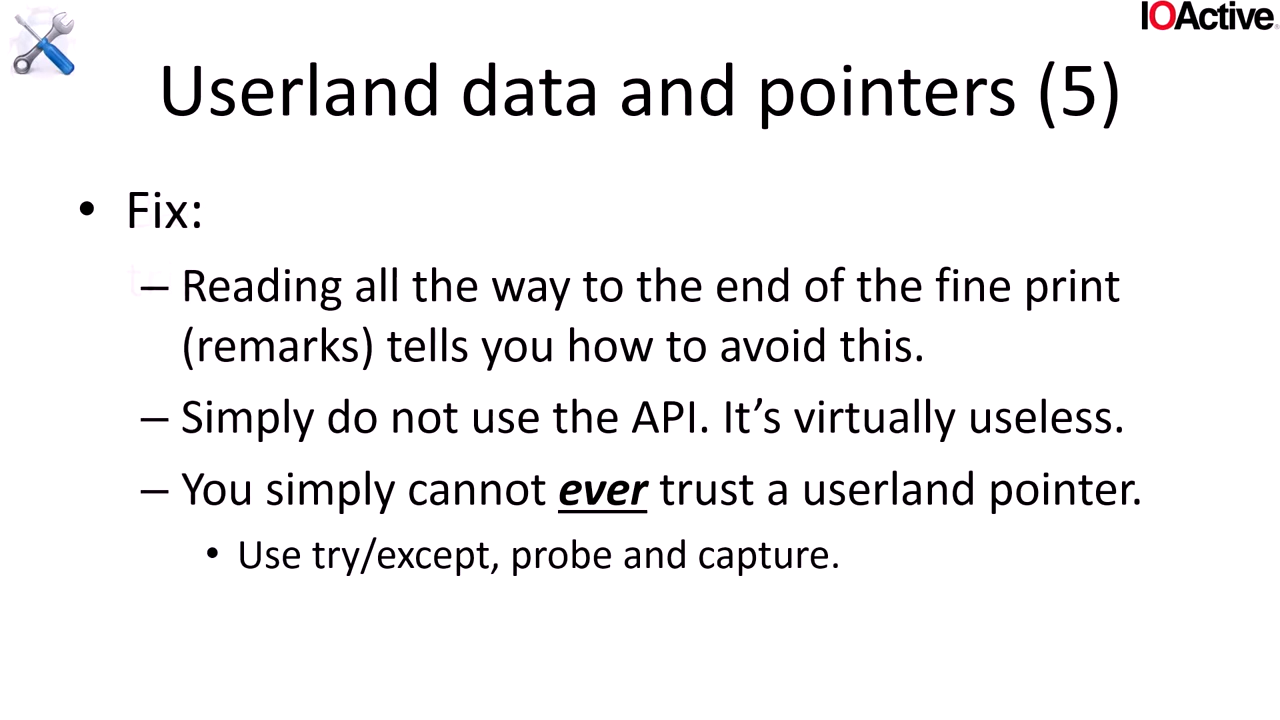 IOActive
Userland data and pointers (5)
• Fix:
– Reading all the way to the end of the fine print
(remarks) tells you how to avoid this.
– Simply do not use the API. It’s virtually useless.
– You simply cannot ever trust a userland pointer.
• Use try/except, probe and capture.